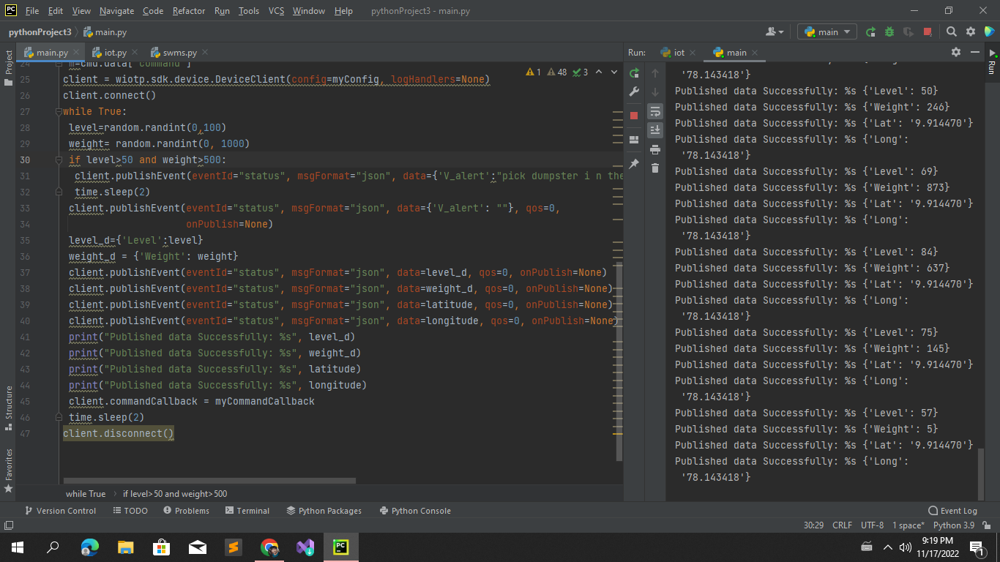 File Edit View Navigate Code Refactor Run Tools VCS Window Help pythonProject3 - main.py
pythonProject3 main.py main
main.py iot.py swms.py Run: iot main
Project
Structure
Favorites
Run
1 48 3
24 m=cmd.data['command']
25 client = wiotp.sdk.device.DeviceClient(config=myConfig, logHandlers=None)
26 client.connect()
27 while True:
28 level=random.randint(0,100)
29 weight= random.randint(0, 1000)
30 if level>50 and weight>500:
31 client.publishEvent(eventId="status", msgFormat="json", data={'V_alert':"pick dumpster i n the
32 time.sleep(2)
33 client.publishEvent(eventId="status", msgFormat="json", data={'V_alert': ""}, qos=0,
34 onPublish=None)
35 level_d={'Level':level}
36 weight_d = {'Weight': weight}
37 client.publishEvent(eventId="status", msgFormat="json", data=level_d, qos=0, onPublish=None)
38 client.publishEvent(eventId="status", msgFormat="json", data=weight_d, qos=0, onPublish=None)
39 client.publishEvent(eventId="status", msgFormat="json", data=latitude, qos=0, onPublish=None)
40 client.publishEvent(eventId="status", msgFormat="json", data=longitude, qos=0, onPublish=None)
41 print("Published data Successfully: %s", level_d)
42 print("Published data Successfully: %s", weight_d)
43 print("Published data Successfully: %s", latitude)
44 print("Published data Successfully: %s", longitude)
45 client.commandCallback = myCommandCallback
46 time.sleep(2)
47 client.disconnect()
while True if level>50 and weight>500
'78.143418'}
Published data Successfully: %s {'Level': 50}
Published data Successfully: %s {'Weight': 246}
Published data Successfully: %s {'Lat': '9.914470'}
Published data Successfully: %s {'Long':
'78.143418'}
Published data Successfully: %s {'Level': 69}
Published data Successfully: %s {'Weight': 873}
Published data Successfully: %s {'Lat': '9.914470'}
Published data Successfully: %s {'Long':
'78.143418'}
Published data Successfully: %s {'Level': 84}
Published data Successfully: %s {'Weight': 637}
Published data Successfully: %s {'Lat': '9.914470'}
Published data Successfully: %s {'Long':
'78.143418'}
Published data Successfully: %s {'Level': 75}
Published data Successfully: %s {'Weight': 145}
Published data Successfully: %s {'Lat': '9.914470'}
Published data Successfully: %s {'Long':
'78.143418'}
Published data Successfully: %s {'Level': 57}
Published data Successfully: %s {'Weight': 5}
Published data Successfully: %s {'Lat': '9.914470'}
Published data Successfully: %s {'Long':
'78.143418'}
Version Control TODO Problems Terminal Python Packages Python Console Event Log
30:29 CRLF UTF-8 1 space* Python 3.9
9:19 PM
11/17/2022
1